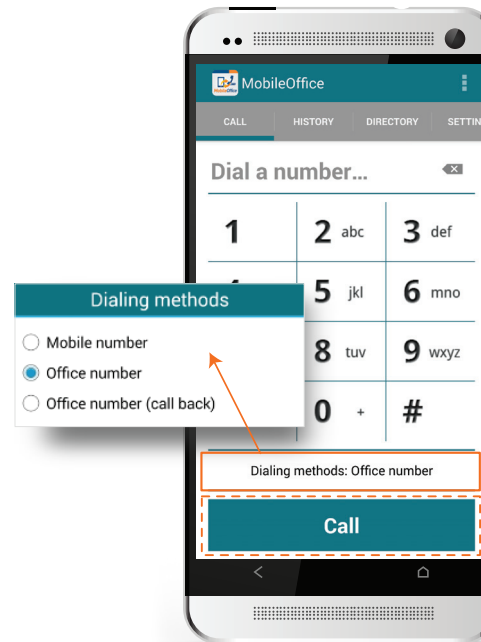 MobileOffice
CALL HISTORY DIRECTORY SETTIN
Dial a number...
1 2 abc 3 def
5 jkl 6 mno
8 tuv 9 wxyz
0 + #
Dialing methods
Mobile number
Office number
Office number (call back)
Dialing methods: Office number
Call